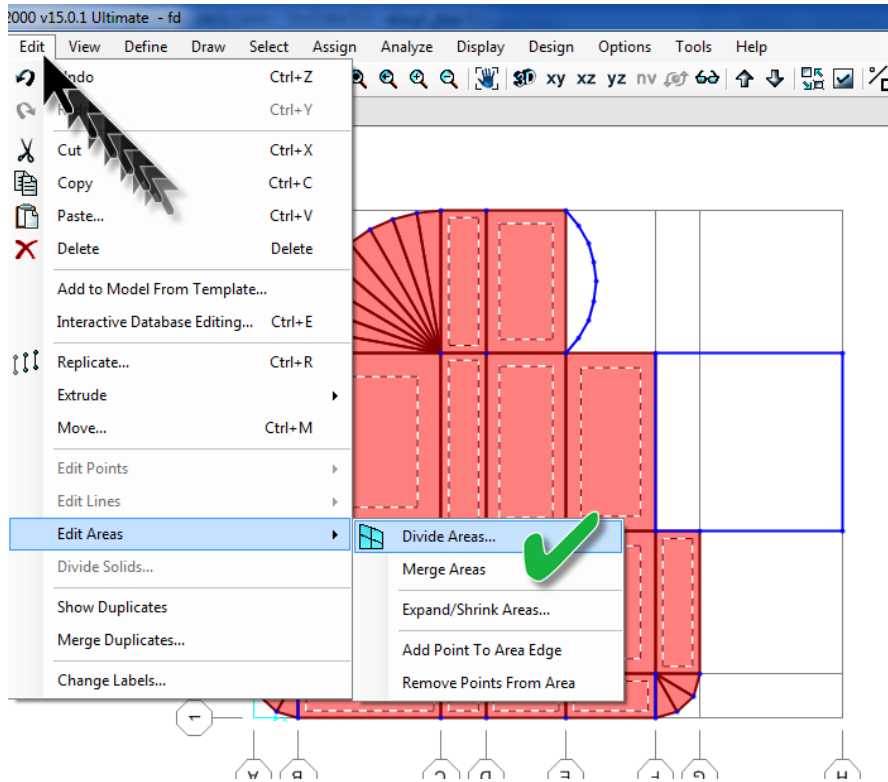 2000 v15.0.1 Ultimate - fd
Edit View Define Draw Select Assign Analyze Display Design Options Tools Help
Undo Ctrl+Z
xy xz yz nv
Ctrl+Y
Cut Ctrl+X
Copy Ctrl+C
Paste... Ctrl+V
Delete Delete
Add to Model From Template...
Interactive Database Editing... Ctrl+E
Replicate... Ctrl+R
Extrude
Move... Ctrl+M
Edit Points
Edit Lines
Edit Areas
Divide Areas...
Merge Areas
Divide Solids...
Expand/Shrink Areas...
Show Duplicates
Merge Duplicates...
Add Point To Area Edge
Change Labels...
Remove Points From Area
1
A B C D E F G H